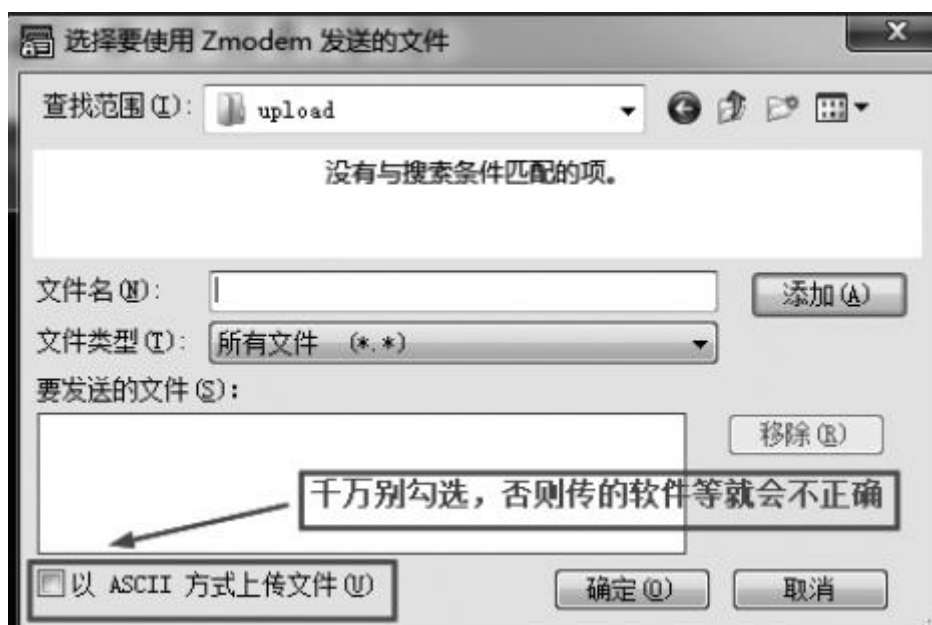 选择要使用 Zmodem 发送的文件
查找范围(I): upload
没有与搜索条件匹配的项。
文件名(N): 添加(A)
文件类型(T): 所有文件 (*.*)
要发送的文件(S):
移除(R)
千万别勾选，否则传的软件等就会不正确
以 ASCII 方式上传文件(U) 确定(O) 取消